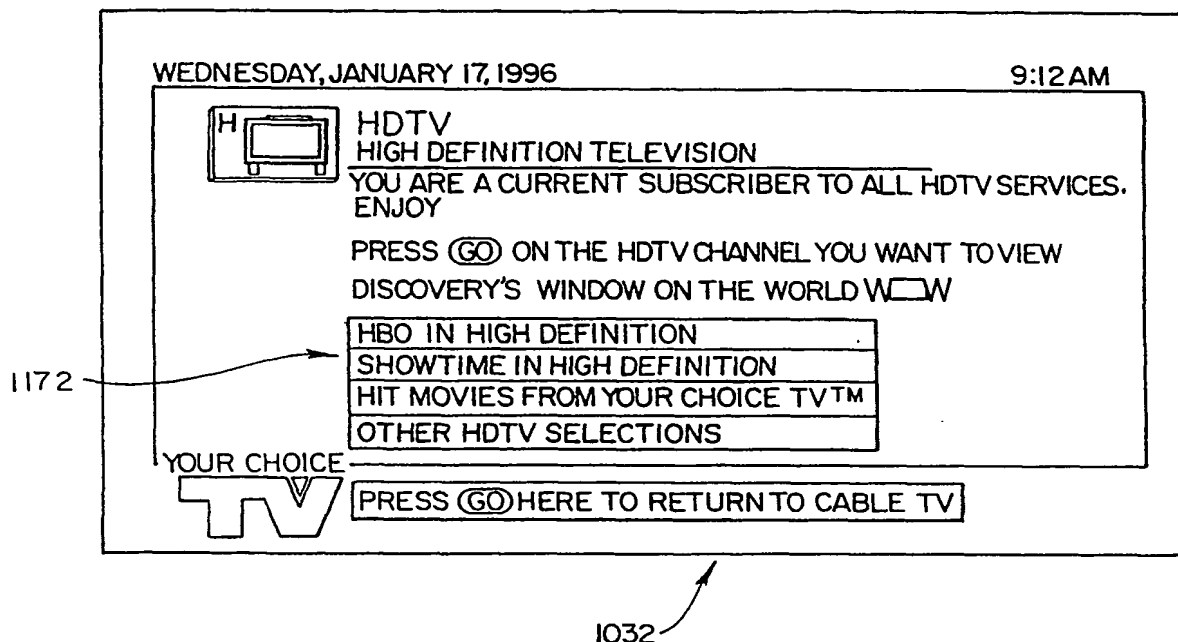 WEDNESDAY, JANUARY 17, 1996 9:12 AM
H
HDTV
HIGH DEFINITION TELEVISION
YOU ARE A CURRENT SUBSCRIBER TO ALL HDTV SERVICES.
ENJOY
PRESS GO ON THE HDTV CHANNEL YOU WANT TO VIEW
DISCOVERY'S WINDOW ON THE WORLD WOW
HBO IN HIGH DEFINITION
1172
SHOWTIME IN HIGH DEFINITION
HIT MOVIES FROM YOUR CHOICE TV™
OTHER HDTV SELECTIONS
YOUR CHOICE
TV
PRESS GO HERE TO RETURN TO CABLE TV
1032